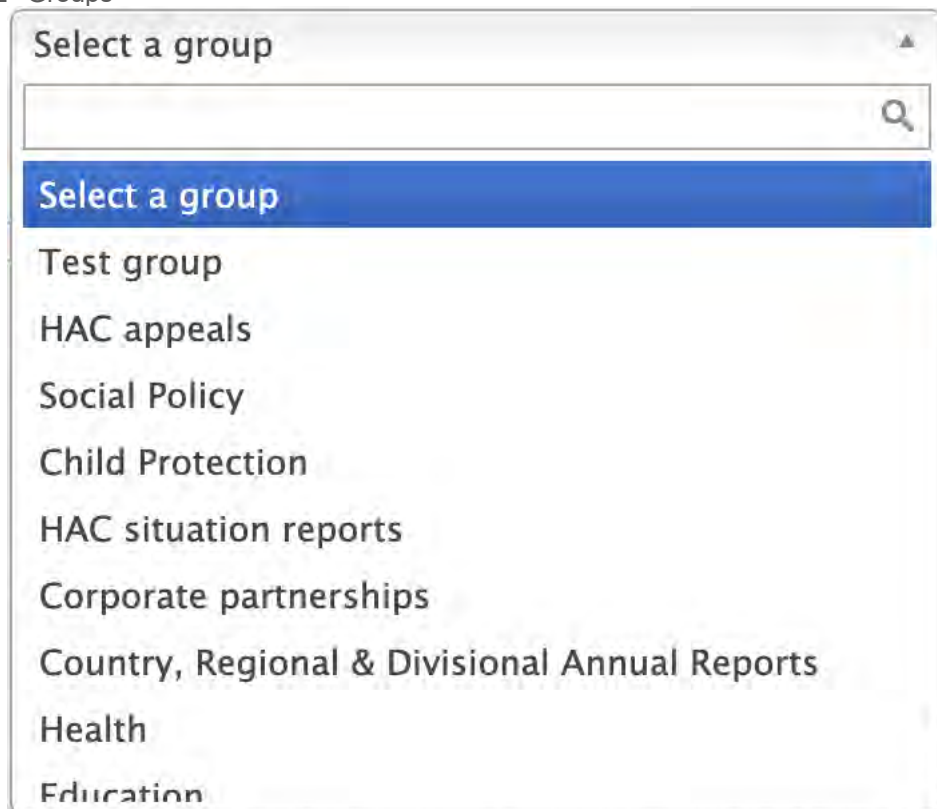 Groups
Select a group
Select a group
Test group
HAC appeals
Social Policy
Child Protection
HAC situation reports
Corporate partnerships
Country, Regional & Divisional Annual Reports
Health
Education